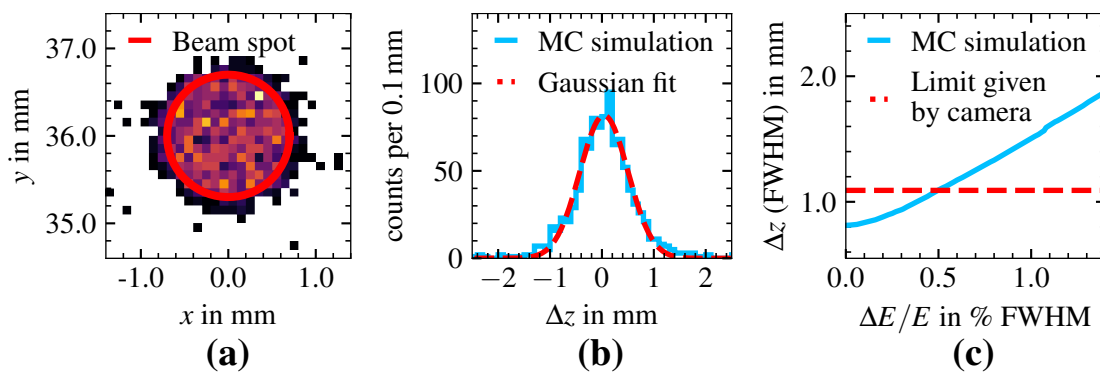 37.0
36.0
35.0
y in mm
Beam spot
-1.0
0.0
1.0
x in mm
(a)
100
50
0
counts per 0.1 mm
MC simulation
Gaussian fit
−2
−1
0
1
2
Δz in mm
(b)
2.0
1.0
Δz (FWHM) in mm
MC simulation
Limit given
by camera
0.0
0.5
1.0
ΔE/E in % FWHM
(c)